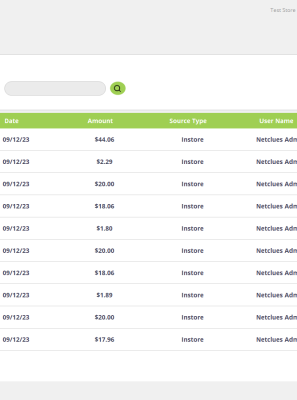 Test Store
Date Amount Source Type User Name
09/12/23 $44.06 Instore Netclues Adm
09/12/23 $2.29 Instore Netclues Adm
09/12/23 $20.00 Instore Netclues Adm
09/12/23 $18.06 Instore Netclues Adm
09/12/23 $1.80 Instore Netclues Adm
09/12/23 $20.00 Instore Netclues Adm
09/12/23 $18.06 Instore Netclues Adm
09/12/23 $1.89 Instore Netclues Adm
09/12/23 $20.00 Instore Netclues Adm
09/12/23 $17.96 Instore Netclues Adm